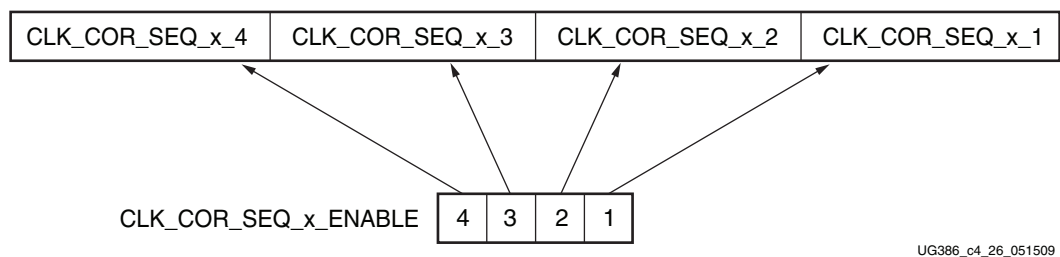 CLK_COR_SEQ_x_4 CLK_COR_SEQ_x_3 CLK_COR_SEQ_x_2 CLK_COR_SEQ_x_1
CLK_COR_SEQ_x_ENABLE 4 3 2 1
UG386_c4_26_051509